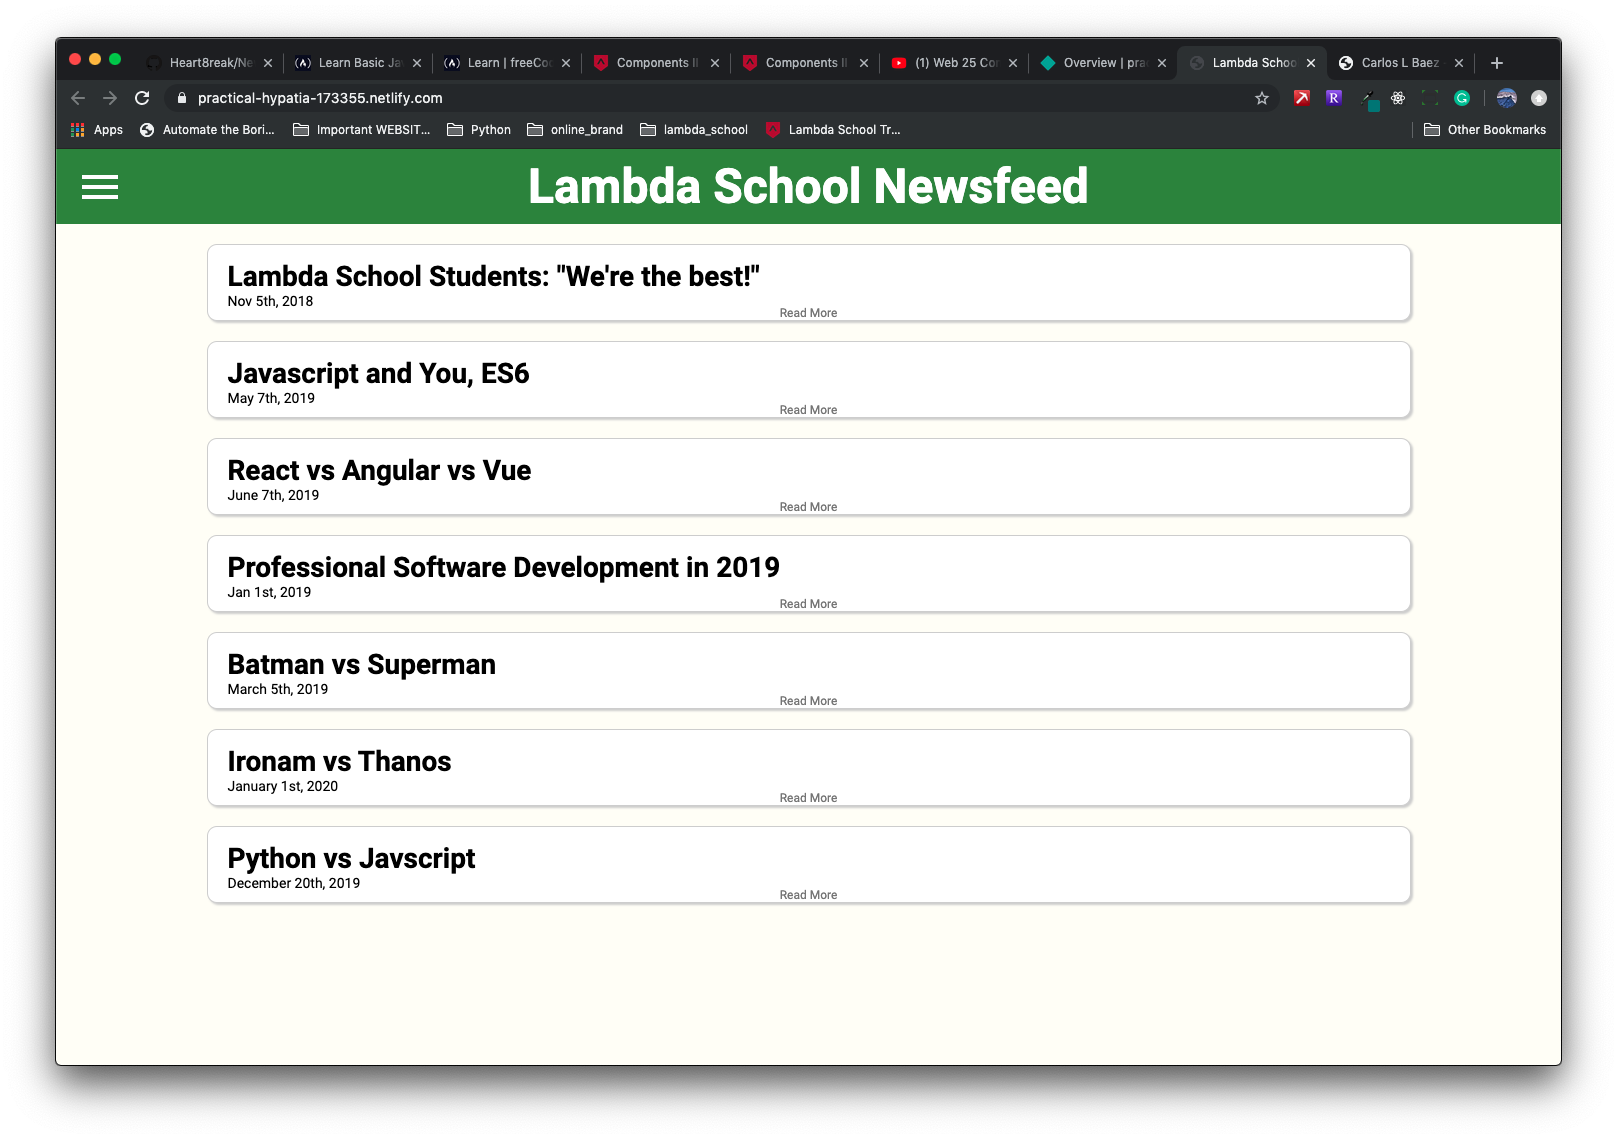 Heart8reak/Ne
Learn Basic Ja
Learn | freeCo
Components II
Components II
(1) Web 25 Cor
Overview | pra
Lambda Schoo
Carlos L Baez
practical-hypatia-173355.netlify.com
Apps
Automate the Bori...
Important WEBSIT...
Python
online_brand
lambda_school
Lambda School Tr...
Other Bookmarks
Lambda School Newsfeed
Lambda School Students: "We're the best!"
Nov 5th, 2018
Read More
Javascript and You, ES6
May 7th, 2019
Read More
React vs Angular vs Vue
June 7th, 2019
Read More
Professional Software Development in 2019
Jan 1st, 2019
Read More
Batman vs Superman
March 5th, 2019
Read More
Ironam vs Thanos
January 1st, 2020
Read More
Python vs Javscript
December 20th, 2019
Read More